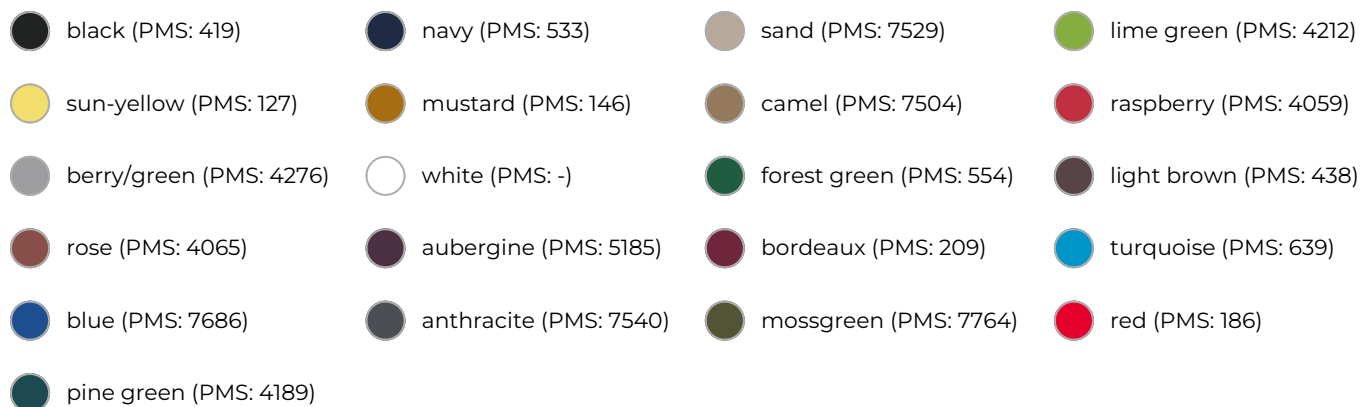 black (PMS: 419)
navy (PMS: 533)
sand (PMS: 7529)
lime green (PMS: 4212)
sun-yellow (PMS: 127)
mustard (PMS: 146)
camel (PMS: 7504)
raspberry (PMS: 4059)
berry/green (PMS: 4276)
white (PMS: -)
forest green (PMS: 554)
light brown (PMS: 438)
rose (PMS: 4065)
aubergine (PMS: 5185)
bordeaux (PMS: 209)
turquoise (PMS: 639)
blue (PMS: 7686)
anthracite (PMS: 7540)
mossgreen (PMS: 7764)
red (PMS: 186)
pine green (PMS: 4189)